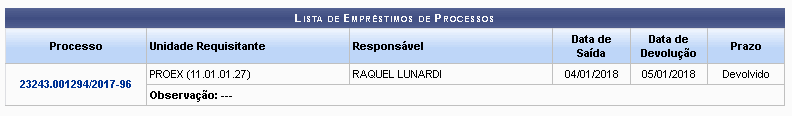 Lista de Empréstimos de Processos
Processo Unidade Requisitante Responsável Data de Saída Data de Devolução Prazo
23243.001294/2017-96 PROEX (11.01.01.27) RAQUEL LUNARDI 04/01/2018 05/01/2018 Devolvido
Observação: ---